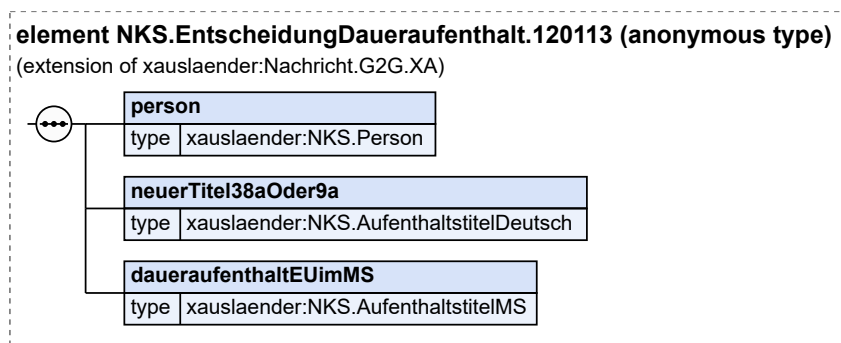 element NKS.EntscheidungDaueraufenthalt.120113 (anonymous type)
(extension of xauslaender:Nachricht.G2G.XA)
person
type xauslaender:NKS.Person
neuerTitel38aOder9a
type xauslaender:NKS.AufenthaltstitelDeutsch
daueraufenthaltEUimMS
type xauslaender:NKS.AufenthaltstitelMS